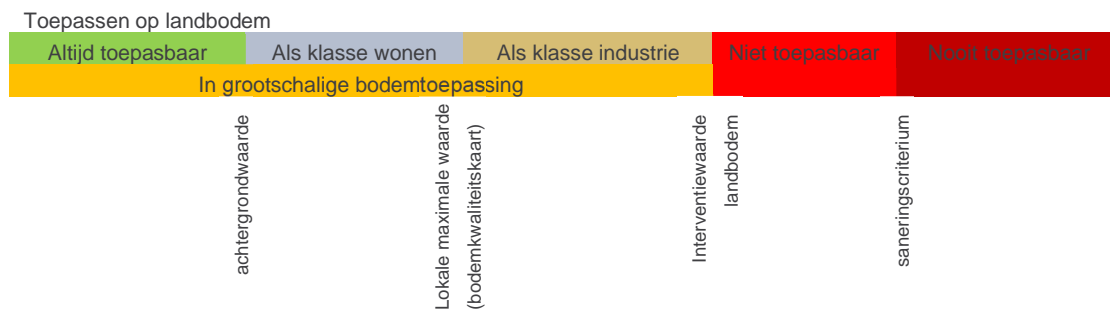 Toepassen op landbodem
Altijd toepasbaar
Als klasse wonen
Als klasse industrie
Niet toepasbaar
Nooit toepasbaar
In grootschalige bodemtoepassing
achtergrondwaarde
Lokale maximale waarde
(bodemkwaliteitskaart)
Interventiewaarde
landbodem
saneringscriterium